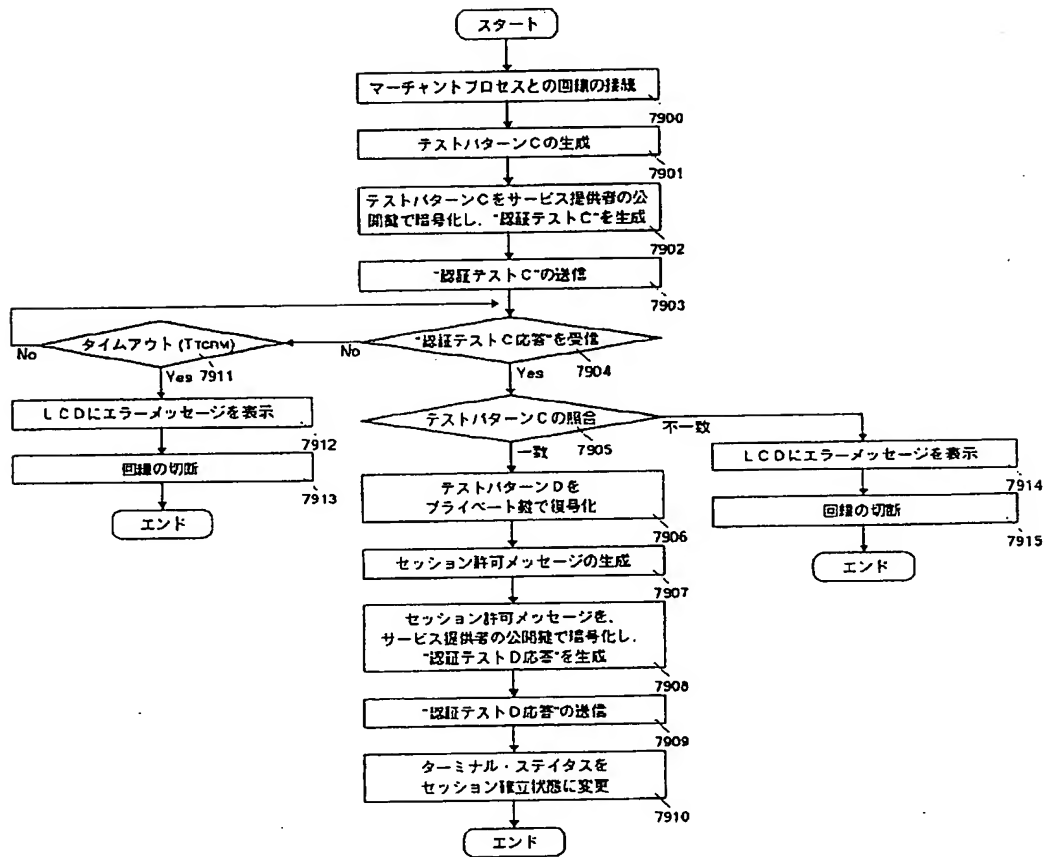 スタート
マーチャントプロセスとの回線の接続
7900
テストパターンCの生成
7901
テストパターンCをサービス提供者の公
開鍵で暗号化し、"認証テストC"を生成
7902
"認証テストC"の送信
7903
"認証テストC応答"を受信
7904
No
Yes
タイムアウト(TTCRM)
7911
No
Yes
LCDにエラーメッセージを表示
7912
回線の切断
7913
エンド
テストパターンCの照合
7905
不一致
一致
LCDにエラーメッセージを表示
7914
回線の切断
7915
エンド
テストパターンDを
プライベート鍵で復号化
7906
セッション許可メッセージの生成
7907
セッション許可メッセージを、
サービス提供者の公開鍵で暗号化し、
"認証テストD応答"を生成
7908
"認証テストD応答"の送信
7909
ターミナル・ステイタスを
セッション確立状態に変更
7910
エンド